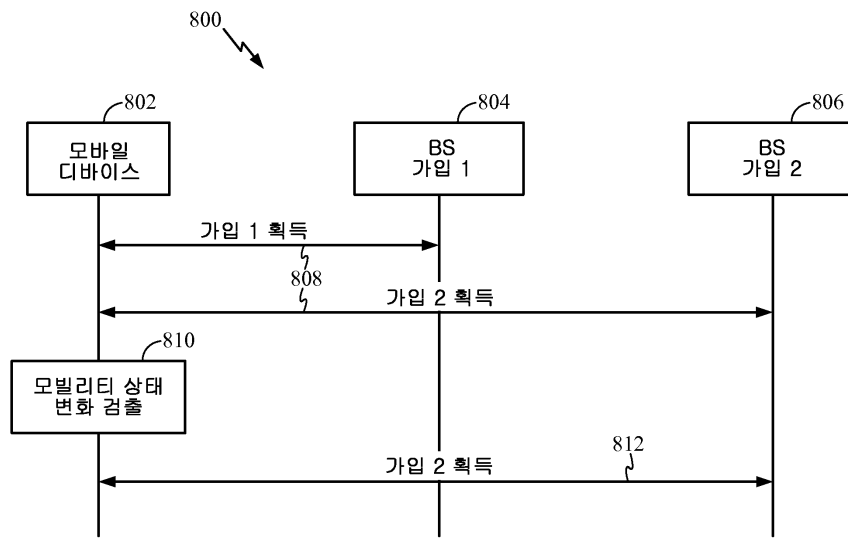 800
802
804
806
모바일
디바이스
BS
가입 1
BS
가입 2
가입 1 획득
808
가입 2 획득
810
모빌리티 상태
변화 검출
가입 2 획득
812